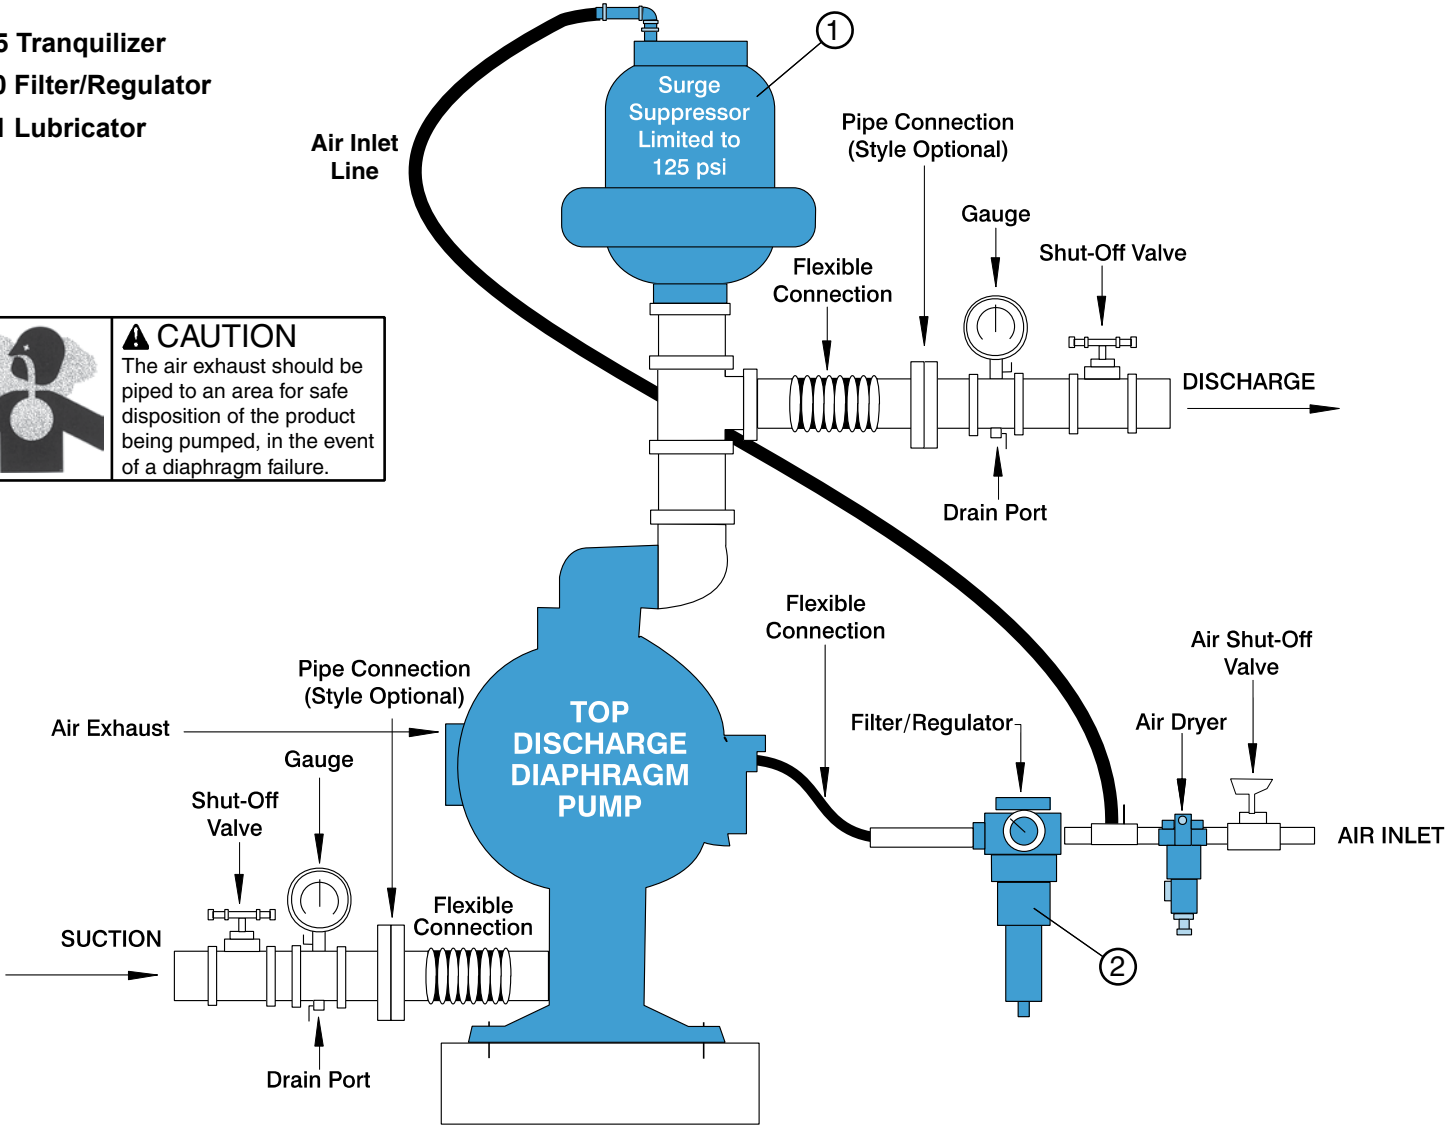 5 Tranquilizer
0 Filter/Regulator
1 Lubricator
1
Surge
Suppressor
Limited to
125 psi
Air Inlet
Line
Pipe Connection
(Style Optional)
Gauge
Shut-Off Valve
Flexible
Connection
DISCHARGE
Drain Port
CAUTION
The air exhaust should be
piped to an area for safe
disposition of the product
being pumped, in the event
of a diaphragm failure.
Flexible
Connection
Air Shut-Off
Valve
Pipe Connection
(Style Optional)
Air Exhaust
TOP
DISCHARGE
DIAPHRAGM
PUMP
Filter/Regulator
Air Dryer
Gauge
Shut-Off
Valve
AIR INLET
Flexible
Connection
SUCTION
2
Drain Port